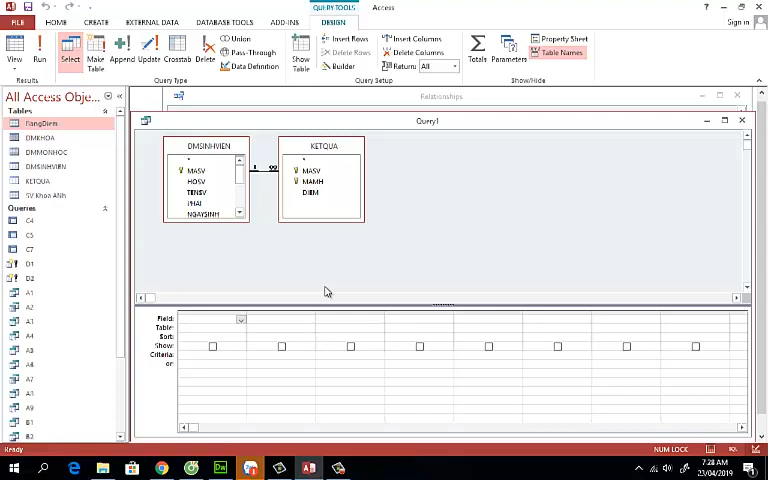 QUERY TOOLS
Access
FILE HOME CREATE EXTERNAL DATA DATABASE TOOLS ADD-INS DESIGN Sign in
View Run Select Make Table Append Update Crosstab Delete
Union
Pass-Through
Data Definition
Show Table
Insert Rows
Delete Rows
Builder
Insert Columns
Delete Columns
Return: All
Totals Parameters
Property Sheet
Table Names
Results Query Type Query Setup Show/Hide
All Access Obje...
Tables
DMKHOA
DMMONHOC
DMSINHVIEN
KETQUA
SV Khoa ANh
Queries
C4
C5
C7
D1
D2
A1
A2
A3
A4
A5
A6
A7
A3
A9
B1
B2
Relationships
Query1
DMSINHVIEN
*
MASV
HOSV
TENSV
PHAI
NGAYSINH
1 ∞
KETQUA
*
MASV
MAMH
DIEM
Field:
Table:
Sort:
Show:
Criteria:
or:
Ready
NUM LOCK
SQL
7:28 AM
23/04/2019